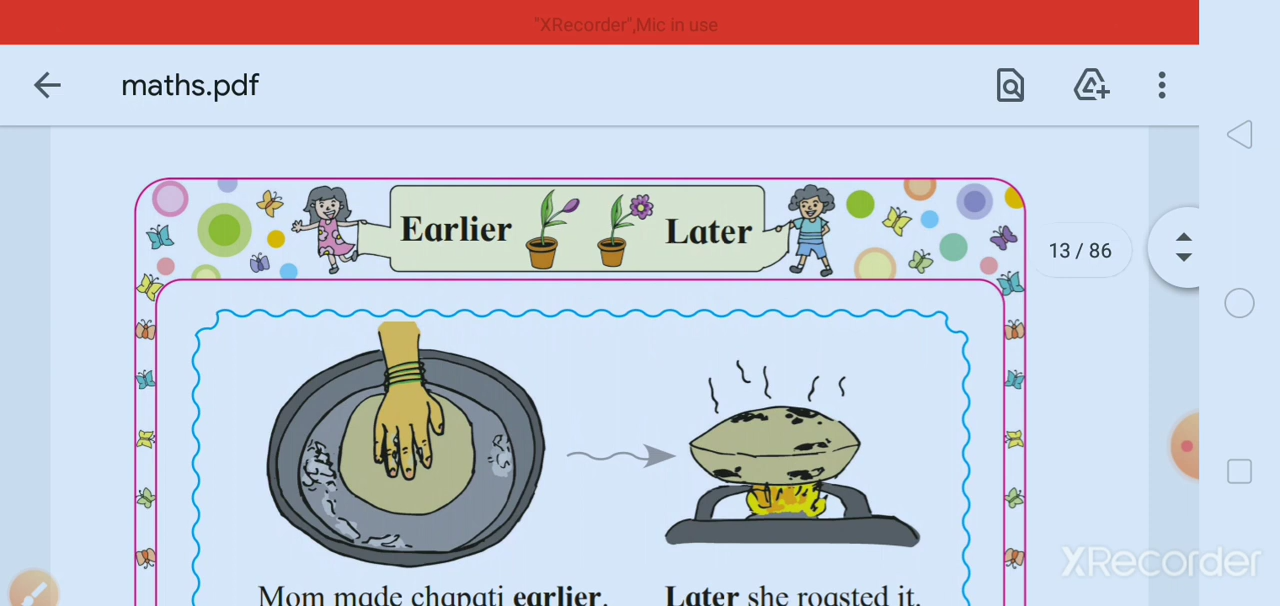 "XRecorder",Mic in use
maths.pdf
Earlier Later
13 / 86
Mom made chapati earlier. Later she roasted it.
XRecorder